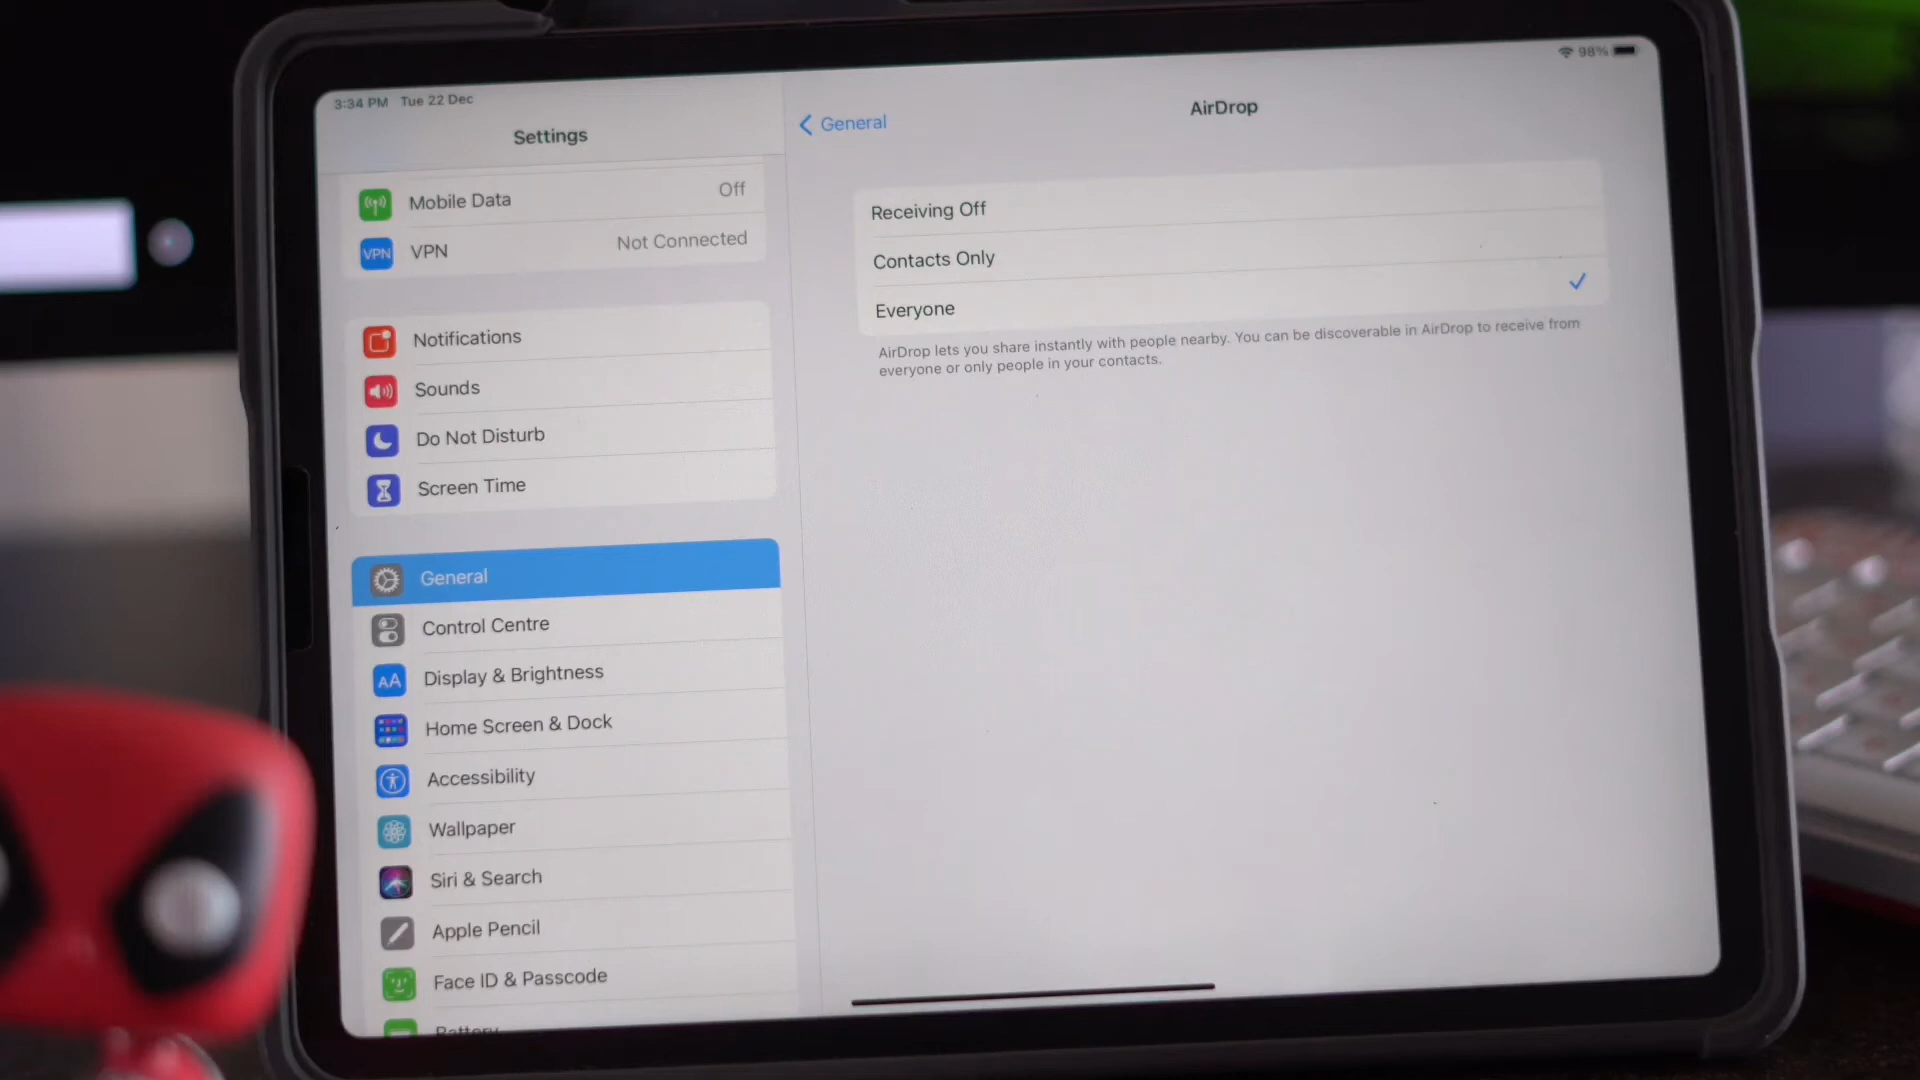 3:34 PM Tue 22 Dec
98%
Settings
Mobile Data Off
VPN VPN Not Connected
Notifications
Sounds
Do Not Disturb
Screen Time
General
Control Centre
AA Display & Brightness
Home Screen & Dock
Accessibility
Wallpaper
Siri & Search
Apple Pencil
Face ID & Passcode
Battery
General
AirDrop
Receiving Off
Contacts Only
Everyone
AirDrop lets you share instantly with people nearby. You can be discoverable in AirDrop to receive from
everyone or only people in your contacts.